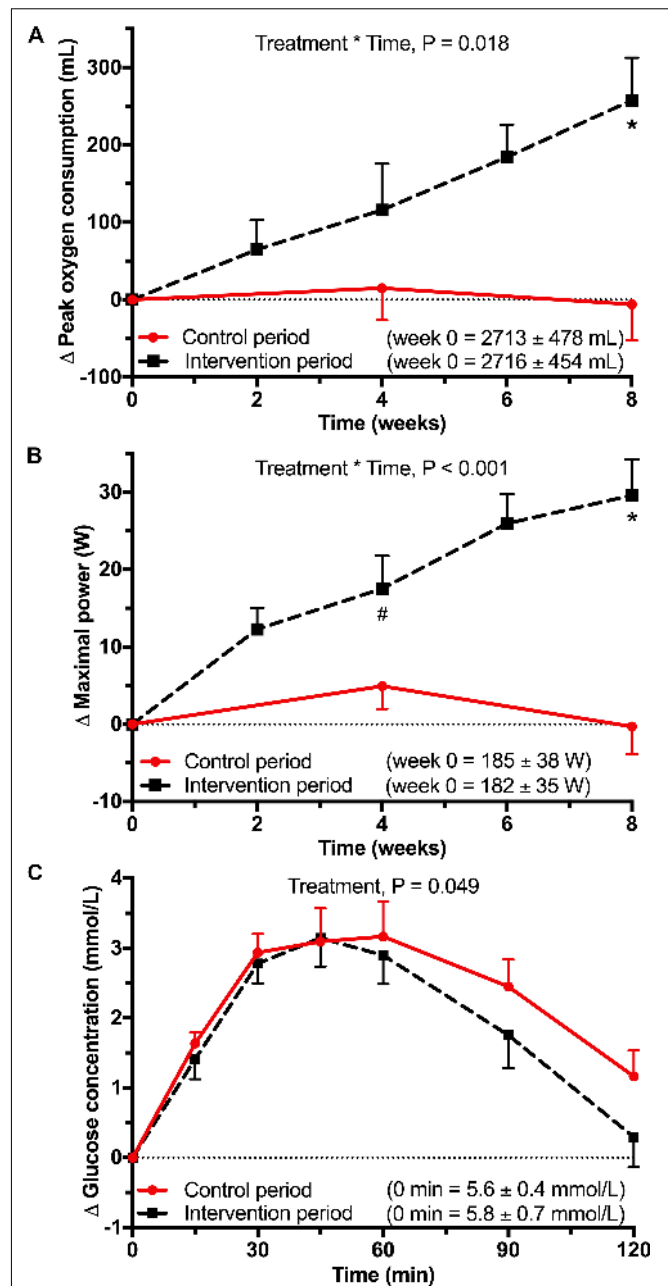 A
Treatment * Time, P = 0.018
Δ Peak oxygen consumption (mL)
300
200
100
0
-100
*
Control period (week 0 = 2713 ± 478 mL)
Intervention period (week 0 = 2716 ± 454 mL)
0 2 4 6 8
Time (weeks)
B
Treatment * Time, P < 0.001
Δ Maximal power (W)
30
20
10
0
-10
*
#
Control period (week 0 = 185 ± 38 W)
Intervention period (week 0 = 182 ± 35 W)
0 2 4 6 8
Time (weeks)
C
Treatment, P = 0.049
Δ Glucose concentration (mmol/L)
4
3
2
1
0
-1
Control period (0 min = 5.6 ± 0.4 mmol/L)
Intervention period (0 min = 5.8 ± 0.7 mmol/L)
0 30 60 90 120
Time (min)